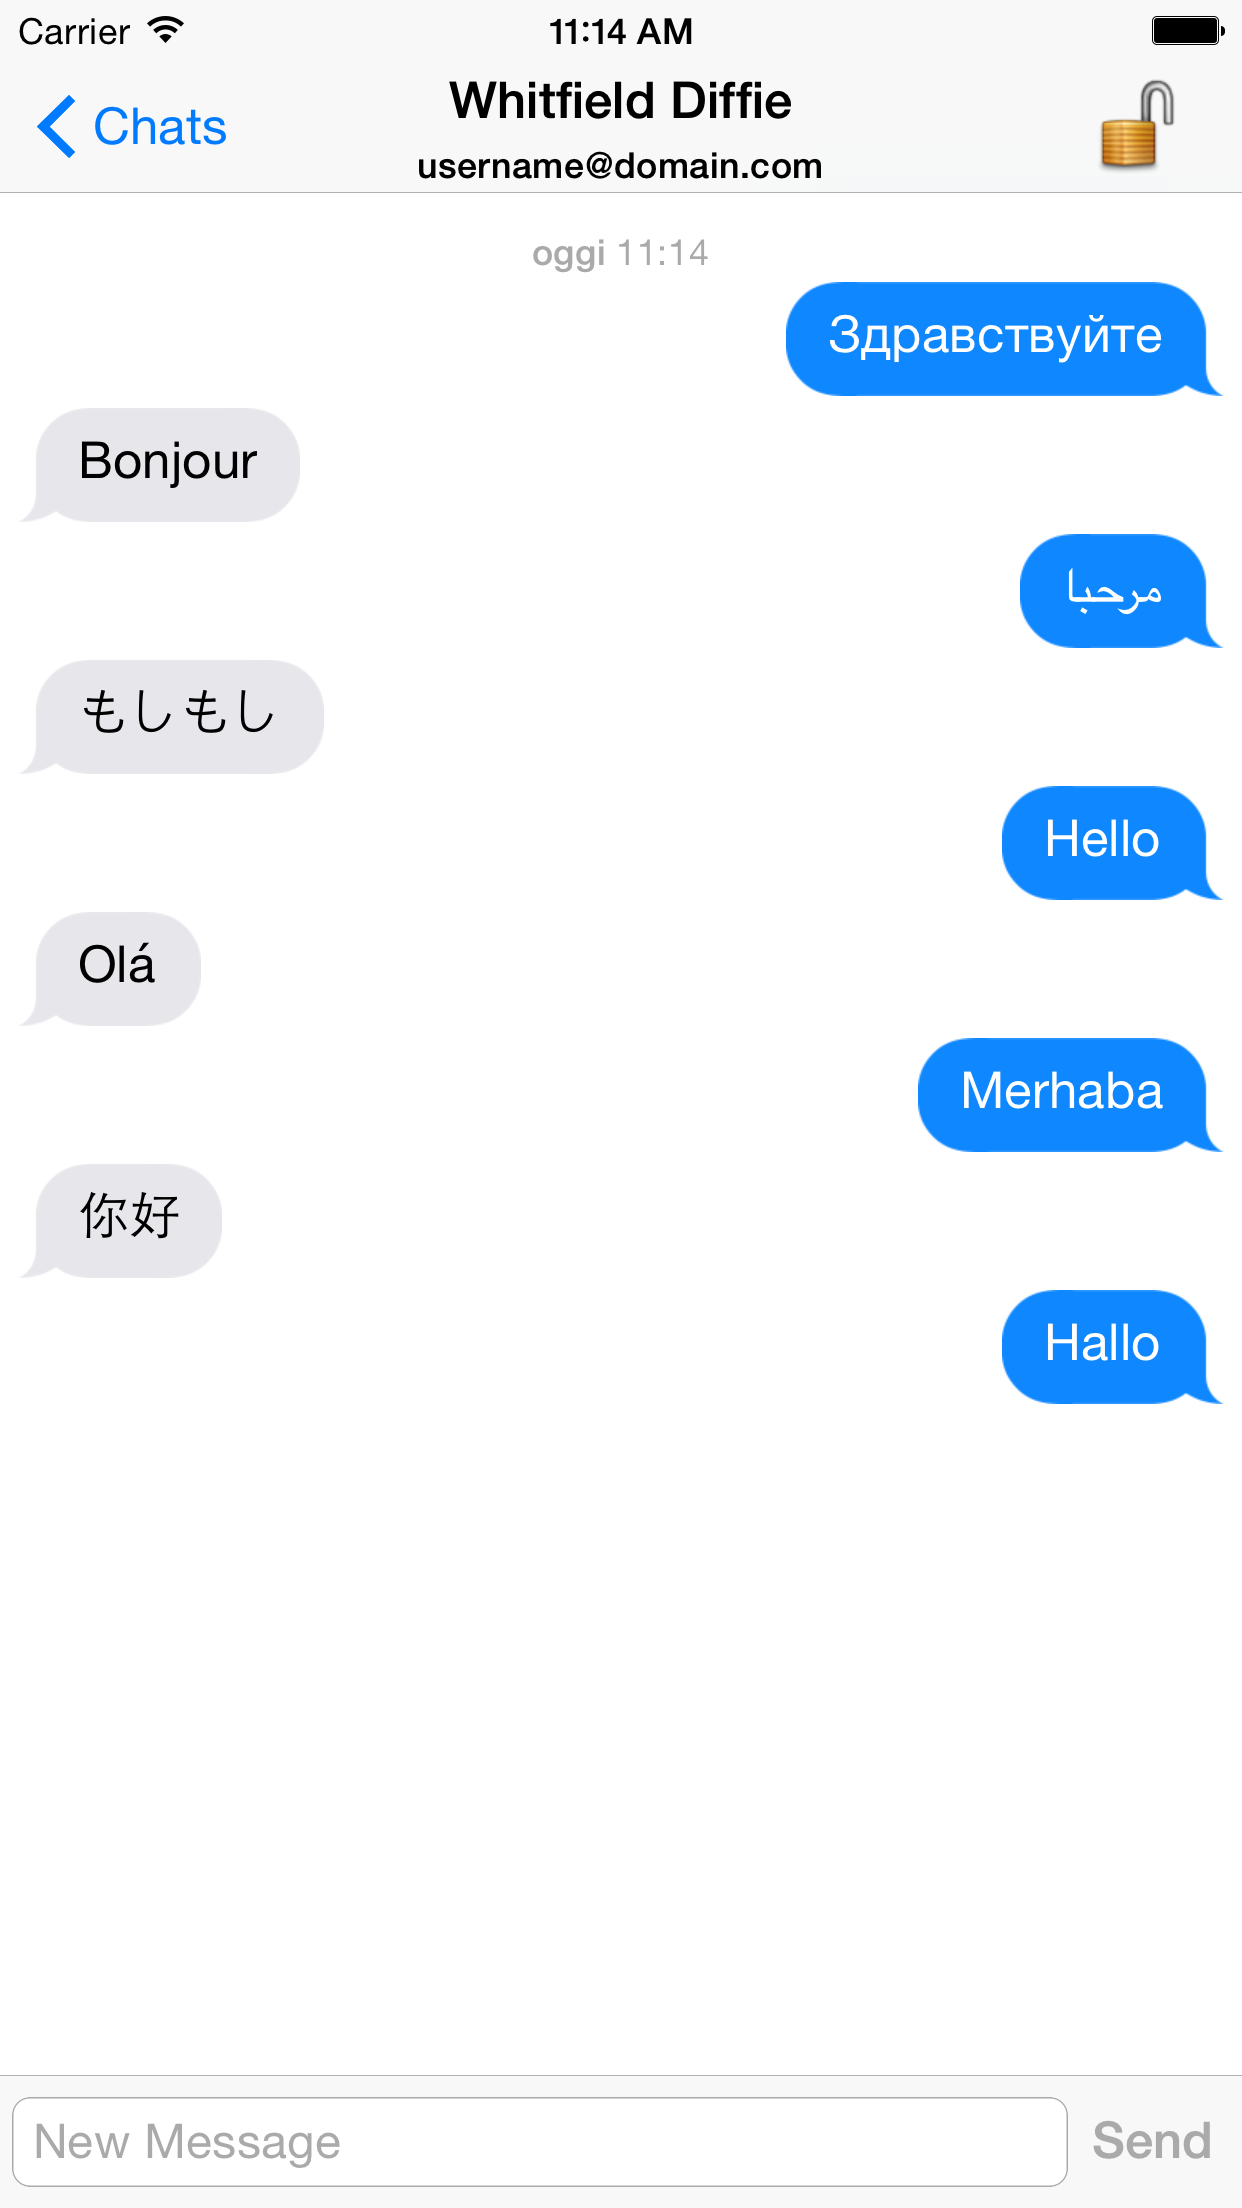 Carrier 11:14 AM
Chats
Whitfield Diffie
username@domain.com
oggi 11:14
Здравствуйте
Bonjour
مرحبا
もしもし
Hello
Olá
Merhaba
你好
Hallo
New Message
Send